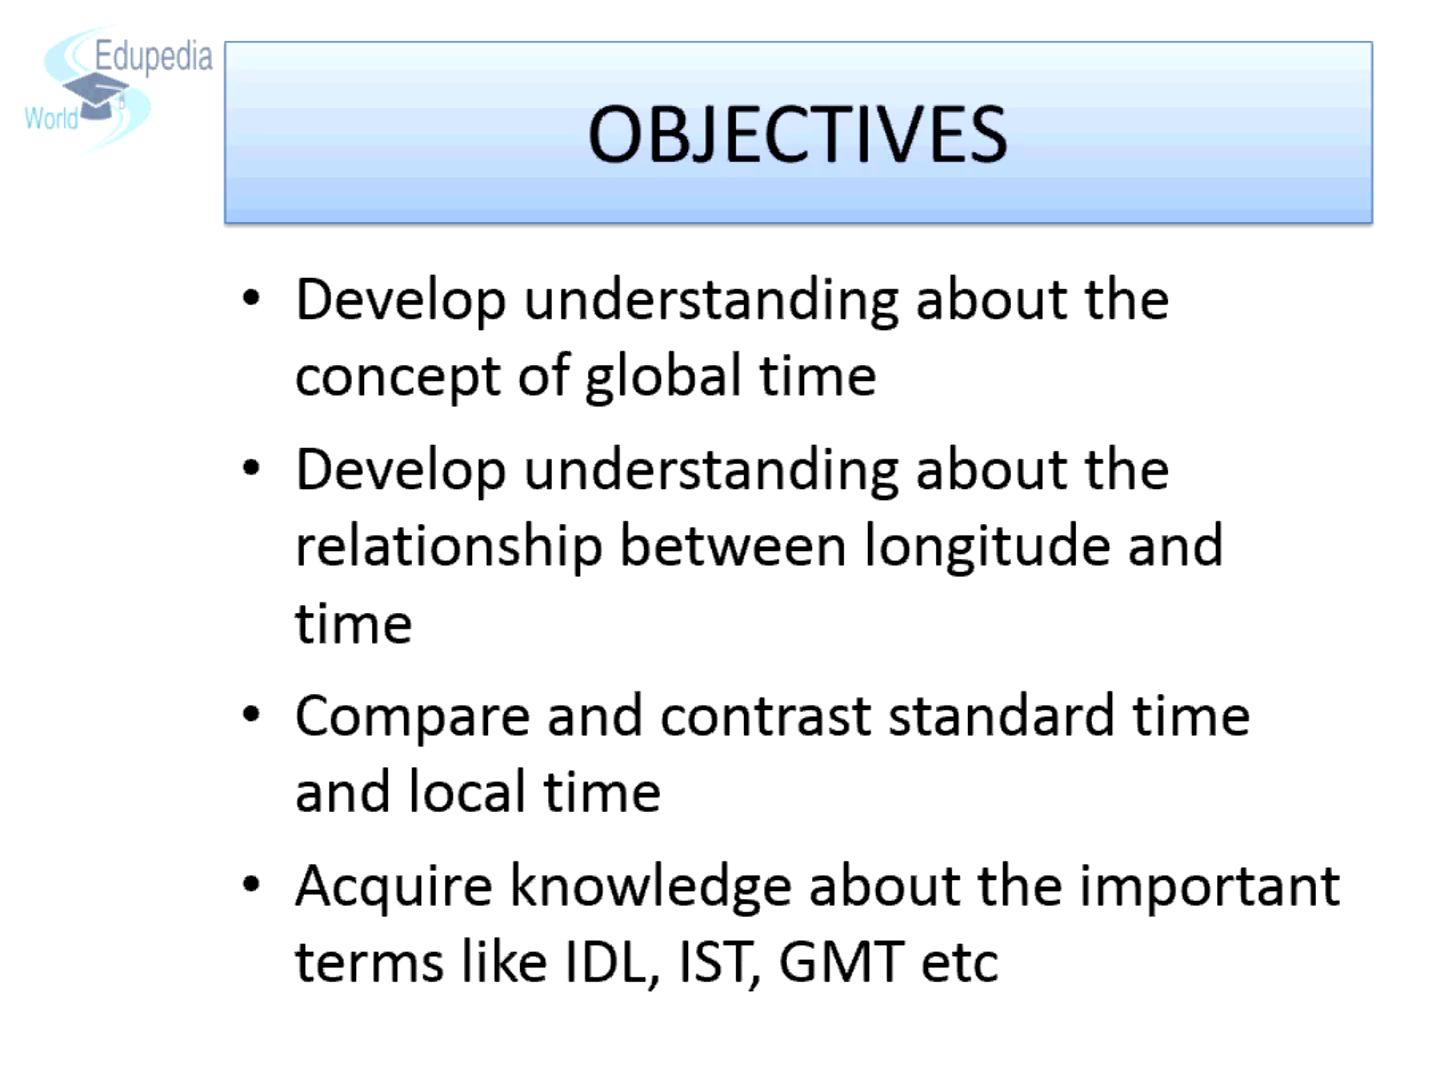 Edupedia
World
OBJECTIVES
• Develop understanding about the
concept of global time
• Develop understanding about the
relationship between longitude and
time
• Compare and contrast standard time
and local time
• Acquire knowledge about the important
terms like IDL, IST, GMT etc